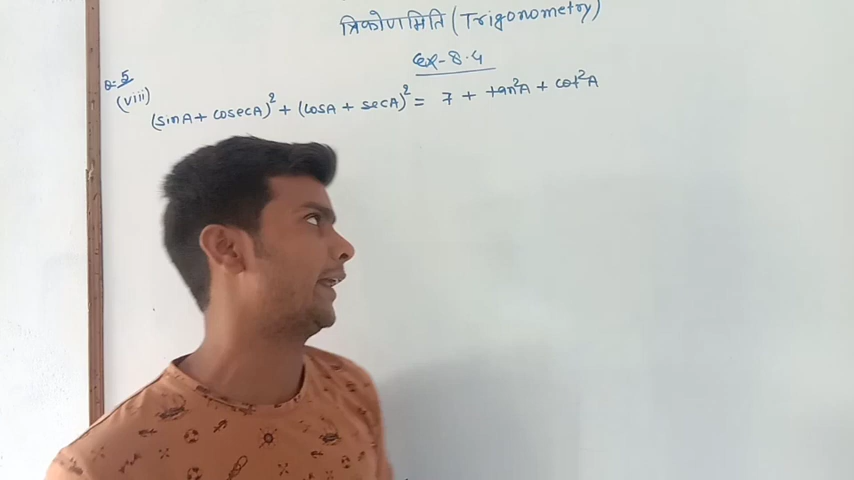 त्रिकोणमिति (Trigonometry)
Ex-8.4
Q-5
(viii)
(sinA + cosecA)² + (cosA + secA)² = 7 + tan²A + cot²A